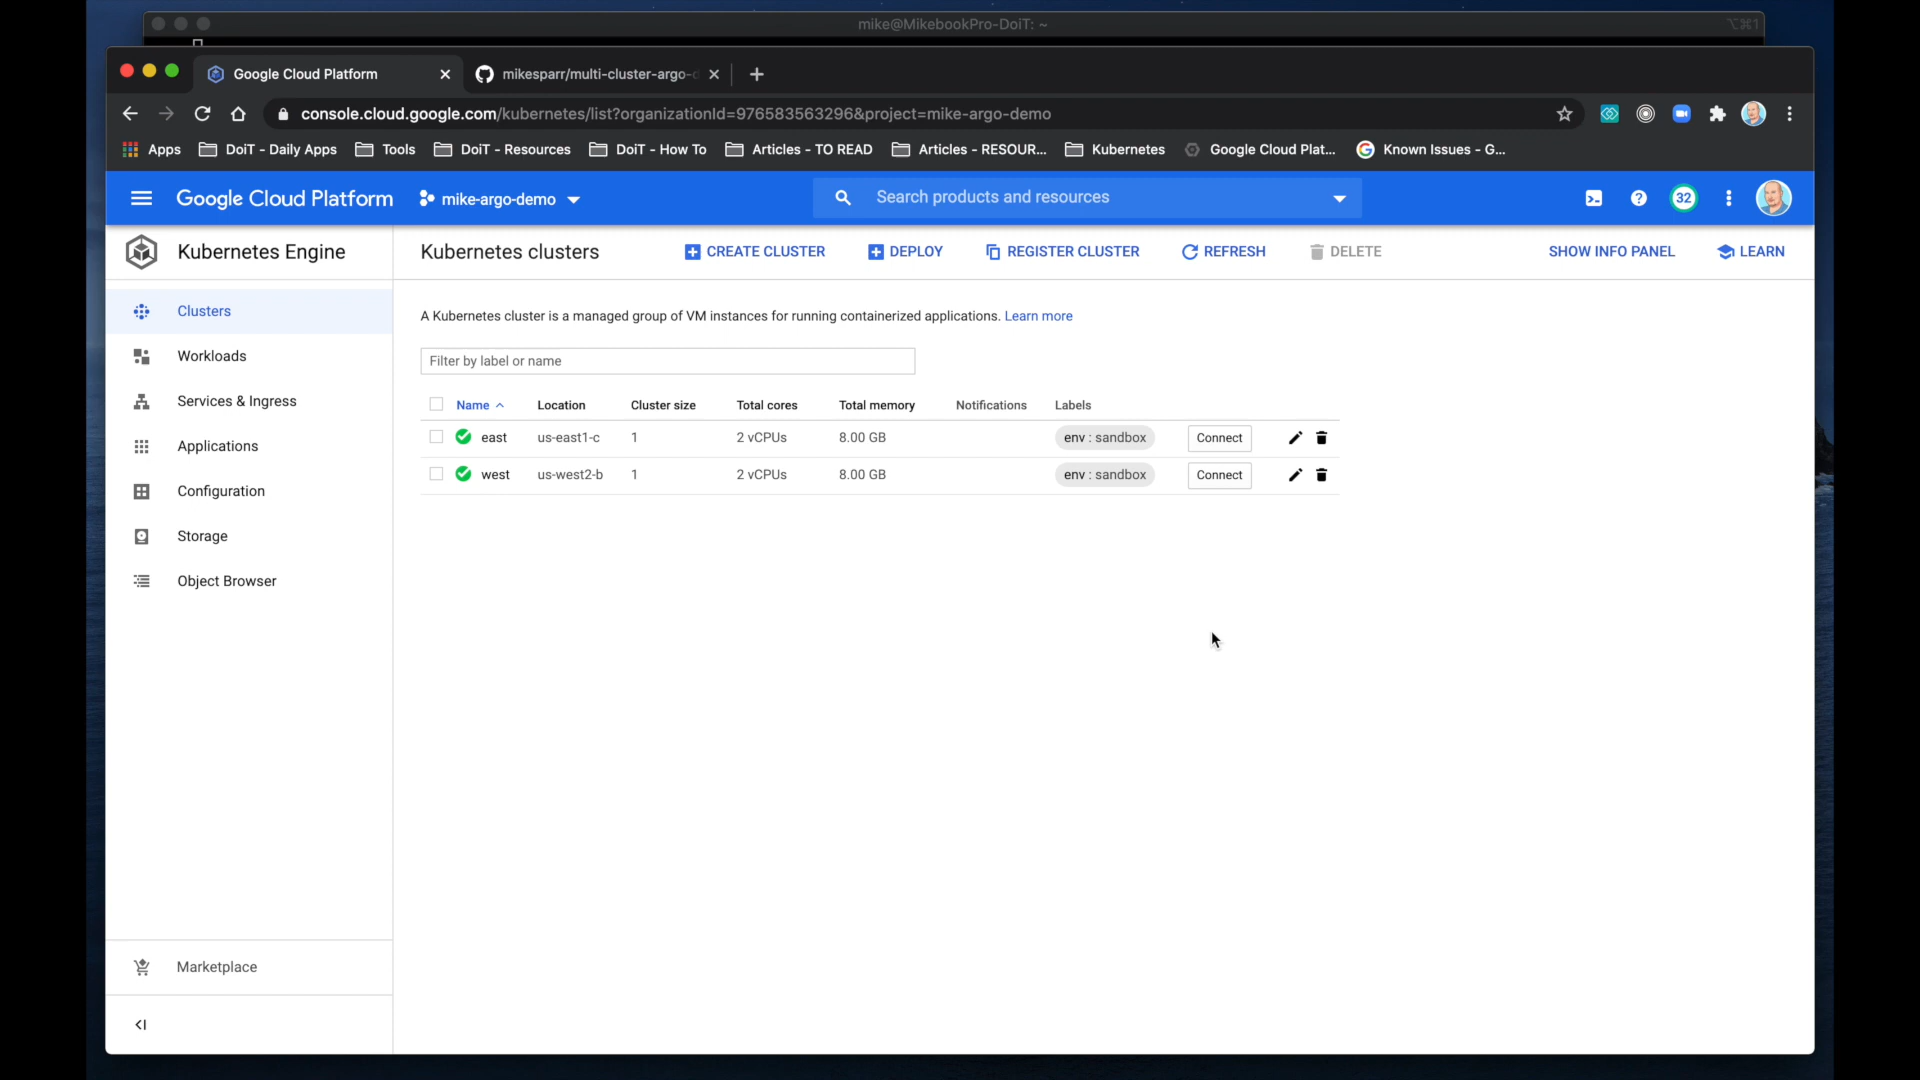 mike@MikebookPro-DoiT: ~
⌥⌘1
Google Cloud Platform
mikesparr/multi-cluster-argo-d
console.cloud.google.com/kubernetes/list?organizationId=976583563296&project=mike-argo-demo
Apps
DoiT - Daily Apps
Tools
DoiT - Resources
DoiT - How To
Articles - TO READ
Articles - RESOUR...
Kubernetes
Google Cloud Plat...
Known Issues - G...
Google Cloud Platform
mike-argo-demo
Search products and resources
32
Kubernetes Engine
Kubernetes clusters
CREATE CLUSTER
DEPLOY
REGISTER CLUSTER
REFRESH
DELETE
SHOW INFO PANEL
LEARN
Clusters
Workloads
Services & Ingress
Applications
Configuration
Storage
Object Browser
Marketplace
A Kubernetes cluster is a managed group of VM instances for running containerized applications. Learn more
Filter by label or name
Name Location Cluster size Total cores Total memory Notifications Labels
east us-east1-c 1 2 vCPUs 8.00 GB env : sandbox Connect
west us-west2-b 1 2 vCPUs 8.00 GB env : sandbox Connect